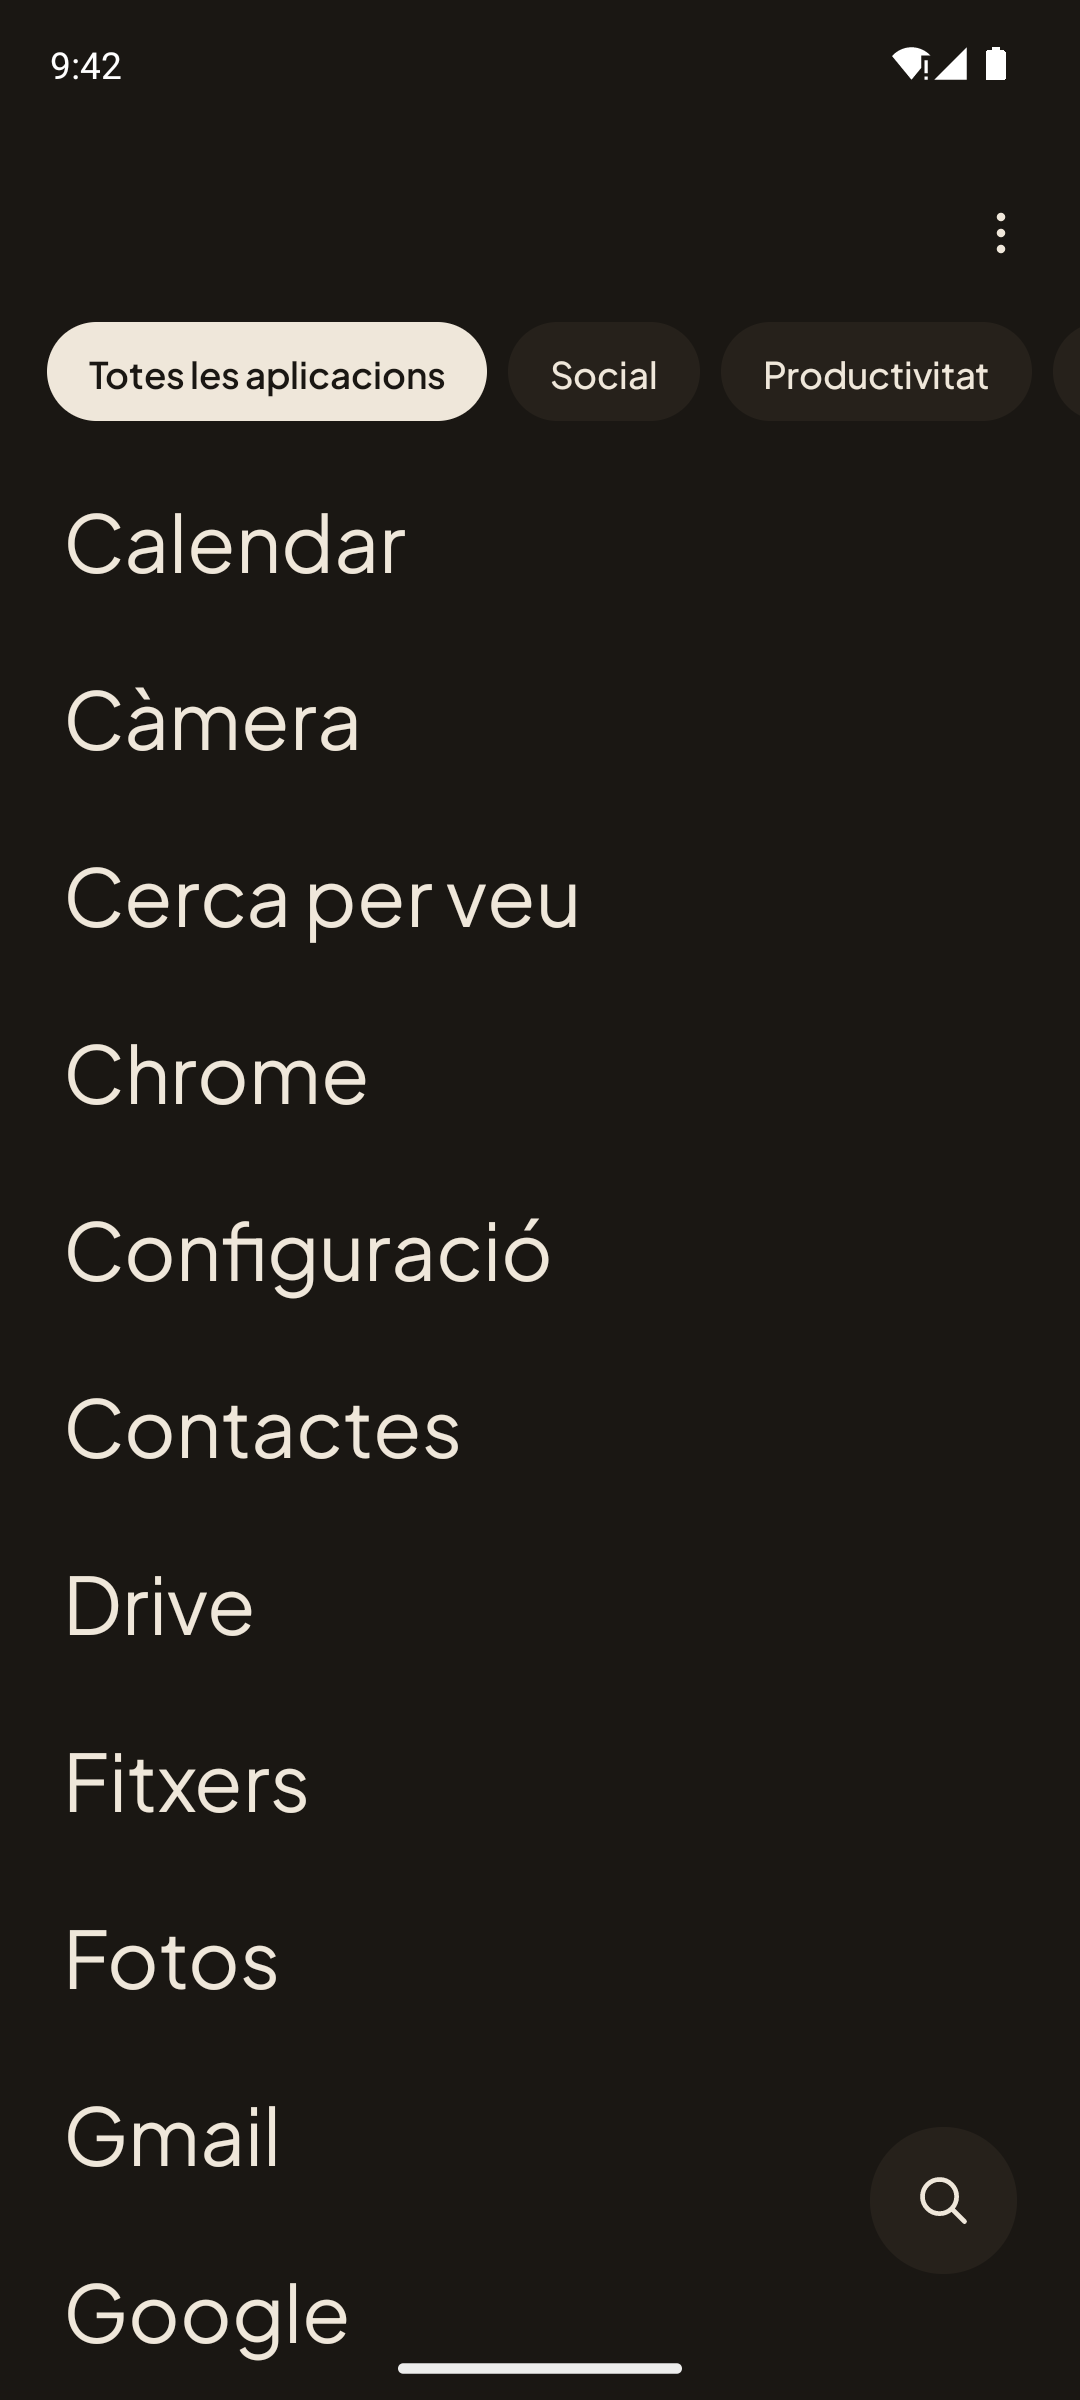 9:42
Totes les aplicacions
Social
Productivitat
Calendar
Càmera
Cerca per veu
Chrome
Configuració
Contactes
Drive
Fitxers
Fotos
Gmail
Google